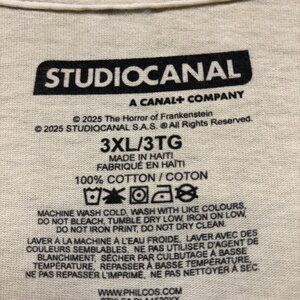 STUDIOCANAL
A CANAL+ COMPANY
© 2025 The Horror of Frankenstein
© 2025 STUDIOCANAL S.A.S. ® All Rights Reserved.
3XL/3TG
MADE IN HAITI
FABRIQUÉ EN HAITI
100% COTTON / COTON
MACHINE WASH COLD, WASH WITH LIKE COLOURS,
DO NOT BLEACH, TUMBLE DRY LOW, IRON ON LOW,
DO NOT IRON PRINT, DO NOT DRY CLEAN
LAVER À LA MACHINE À L'EAU FROIDE, LAVER AVEC DES
COULEURS SEMBLABLES, NE PAS UTILISER D'AGENT DE
BLANCHIMENT, SÉCHER PAR CULBUTAGE À BASSE
TEMPÉRATURE, REPASSER À BASSE TEMPÉRATURE,
NE PAS REPASSER L'IMPRIMÉ, NE PAS NETTOYER À SEC
WWW.PHILCOS.COM